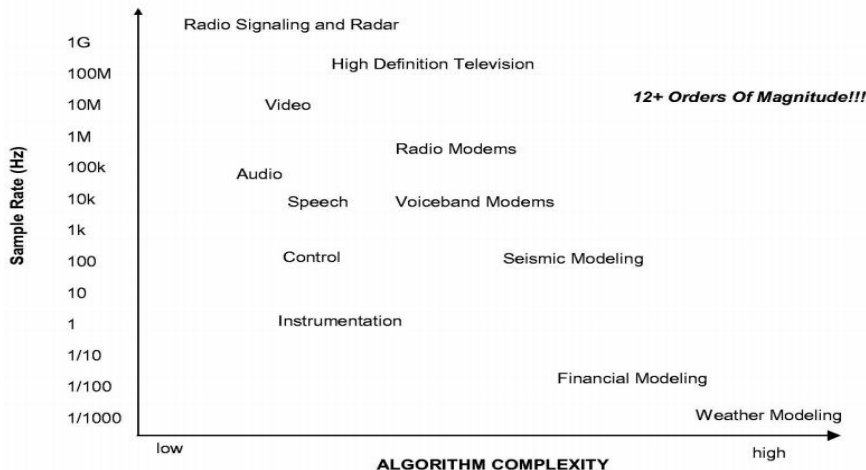 Radio Signaling and Radar
1G
High Definition Television
100M
12+ Orders Of Magnitude!!!
10M
Video
1M
Radio Modems
100k
Audio
10k
Speech
Voiceband Modems
Sample Rate (Hz)
1k
100
Control
Seismic Modeling
10
1
Instrumentation
1/10
1/100
Financial Modeling
1/1000
Weather Modeling
low
high
ALGORITHM COMPLEXITY